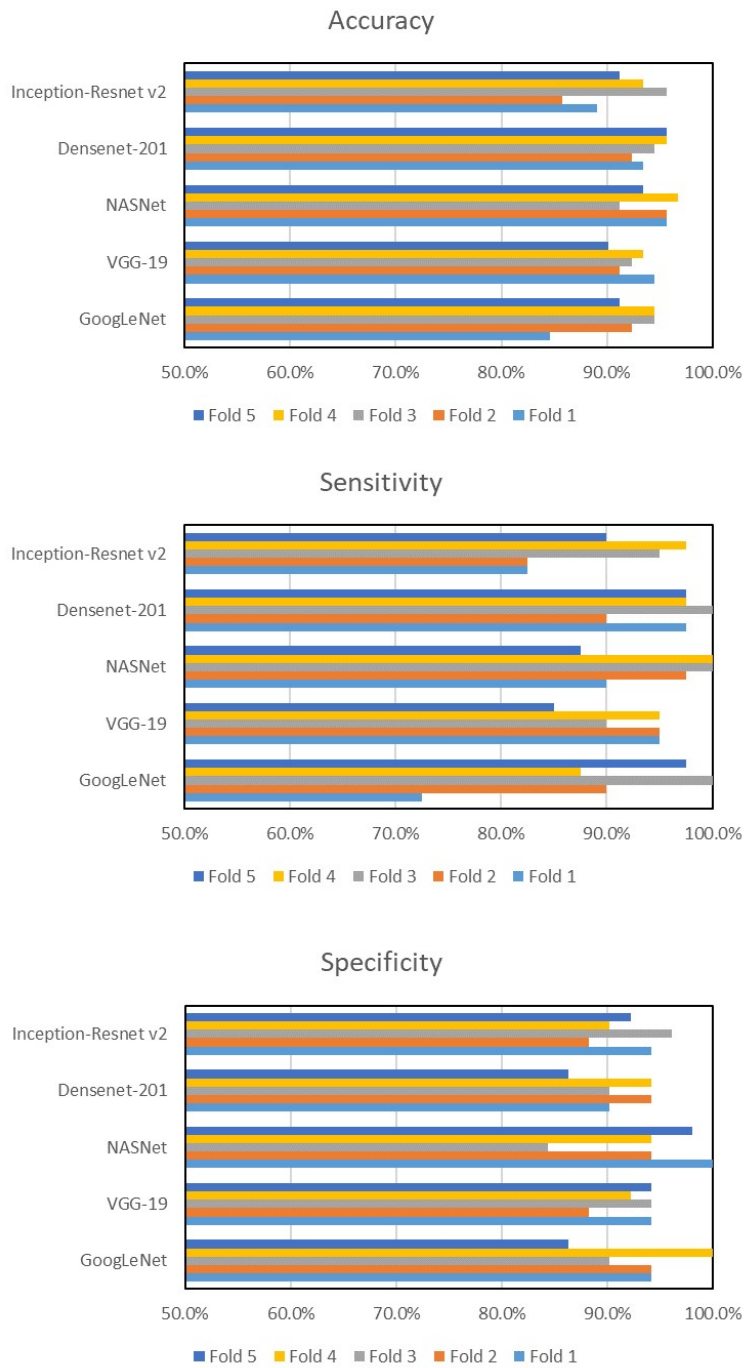 Accuracy
Inception-Resnet v2
Densenet-201
NASNet
VGG-19
GoogLeNet
50.0% 60.0% 70.0% 80.0% 90.0% 100.0%
Fold 5 Fold 4 Fold 3 Fold 2 Fold 1
Sensitivity
Inception-Resnet v2
Densenet-201
NASNet
VGG-19
GoogLeNet
50.0% 60.0% 70.0% 80.0% 90.0% 100.0%
Fold 5 Fold 4 Fold 3 Fold 2 Fold 1
Specificity
Inception-Resnet v2
Densenet-201
NASNet
VGG-19
GoogLeNet
50.0% 60.0% 70.0% 80.0% 90.0% 100.0%
Fold 5 Fold 4 Fold 3 Fold 2 Fold 1